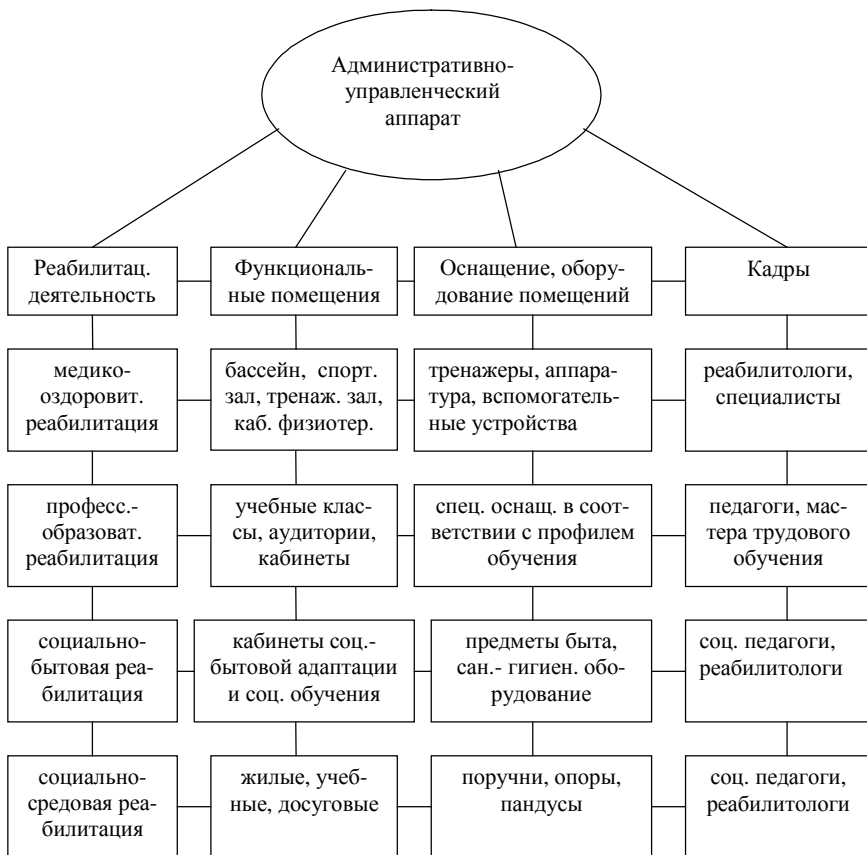 Административно-
управленческий
аппарат
Реабилитац.
деятельность
Функциональ-
ные помещения
Оснащение, обору-
дование помещений
Кадры
медико-
оздоровит.
реабилитация
бассейн, спорт.
зал, тренаж. зал,
каб. физиотер.
тренажеры, аппара-
тура, вспомогатель-
ные устройства
реабилитологи,
специалисты
професс.-
образоват.
реабилитация
учебные клас-
сы, аудитории,
кабинеты
спец. оснащ. в соот-
ветствии с профилем
обучения
педагоги, мас-
тера трудового
обучения
социально-
бытовая реа-
билитация
кабинеты соц.-
бытовой адаптации
и соц. обучения
предметы быта,
сан.- гигиен. обо-
рудование
соц. педагоги,
реабилитологи
социально-
средовая реа-
билитация
жилые, учеб-
ные, досуговые
поручни, опоры,
пандусы
соц. педагоги,
реабилитологи